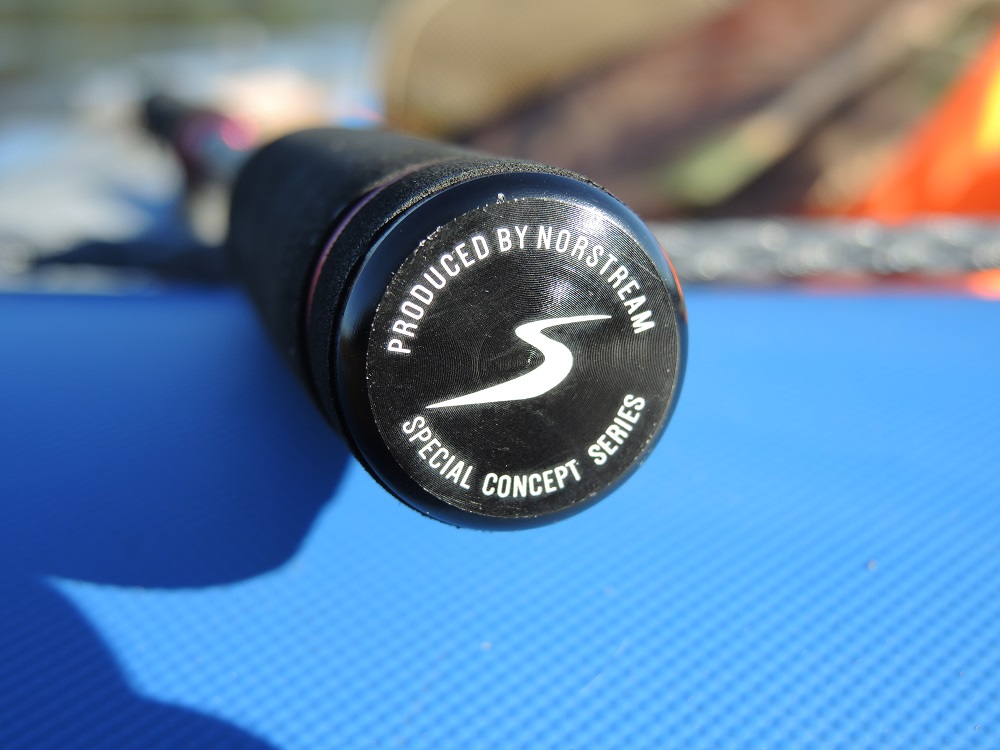 PRODUCED BY NORSTREAM
SPECIAL CONCEPT SERIES